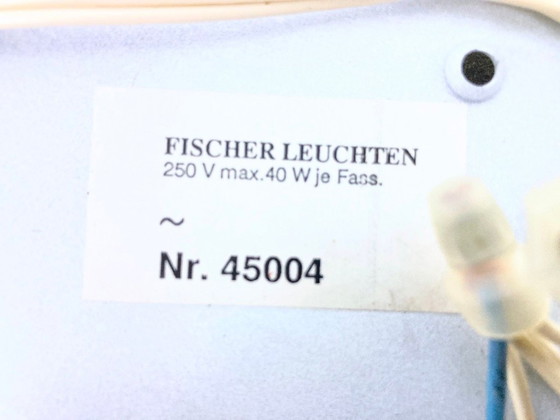 FISCHER LEUCHTEN
250 V max.40 W je Fass.
~
Nr. 45004